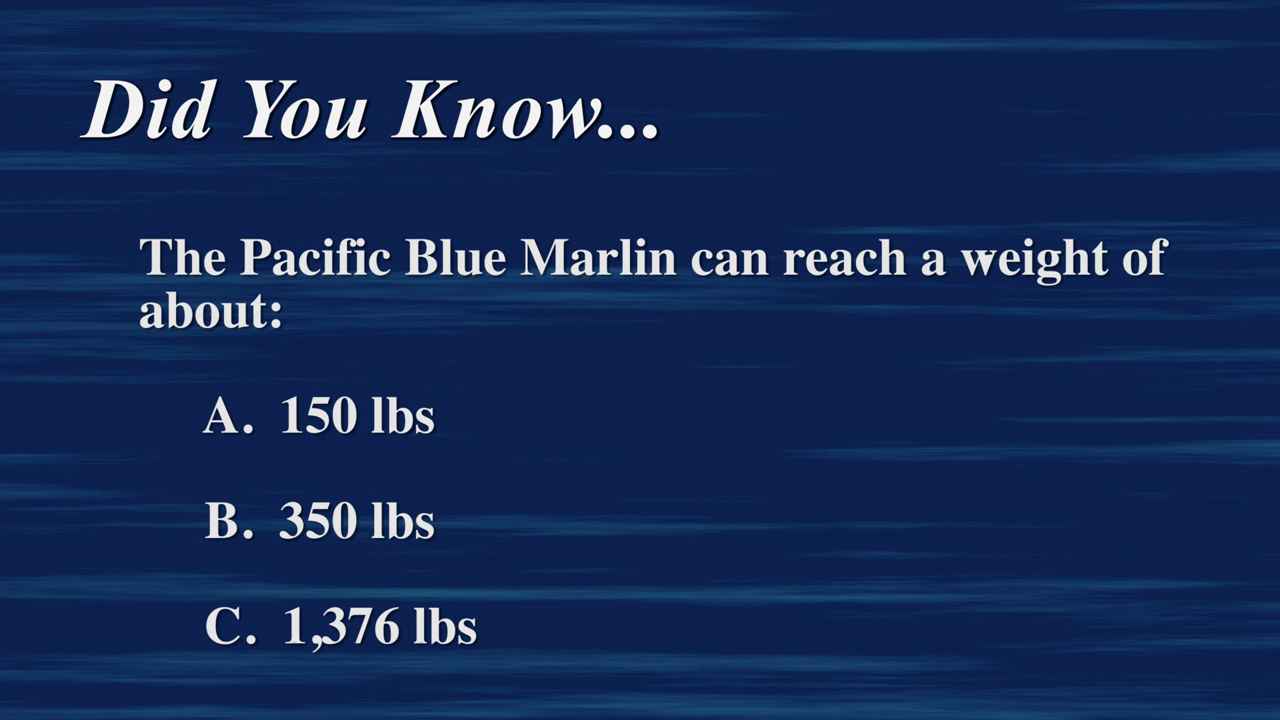 Did You Know...
The Pacific Blue Marlin can reach a weight of
about:
A. 150 lbs
B. 350 lbs
C. 1,376 lbs